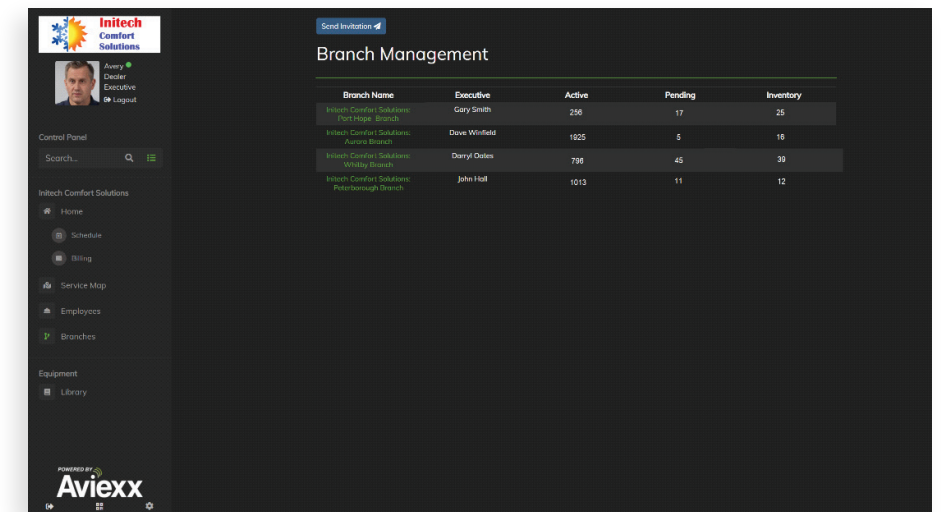 Initech
Comfort
Solutions
Avery
Dealer
Executive
Logout
Control Panel
Search...
Initech Comfort Solutions
Home
Schedule
Billing
Service Map
Employees
Branches
Equipment
Library
POWERED BY
Aviexx
Send Invitation
Branch Management
Branch Name Executive Active Pending Inventory
Initech Comfort Solutions: Gary Smith 256 17 25
Port Hope Branch
Initech Comfort Solutions: Dave Winfield 1925 5 16
Aurora Branch
Initech Comfort Solutions: Darryl Oates 796 45 39
Whitby Branch
Initech Comfort Solutions: John Hall 1013 11 12
Peterborough Branch